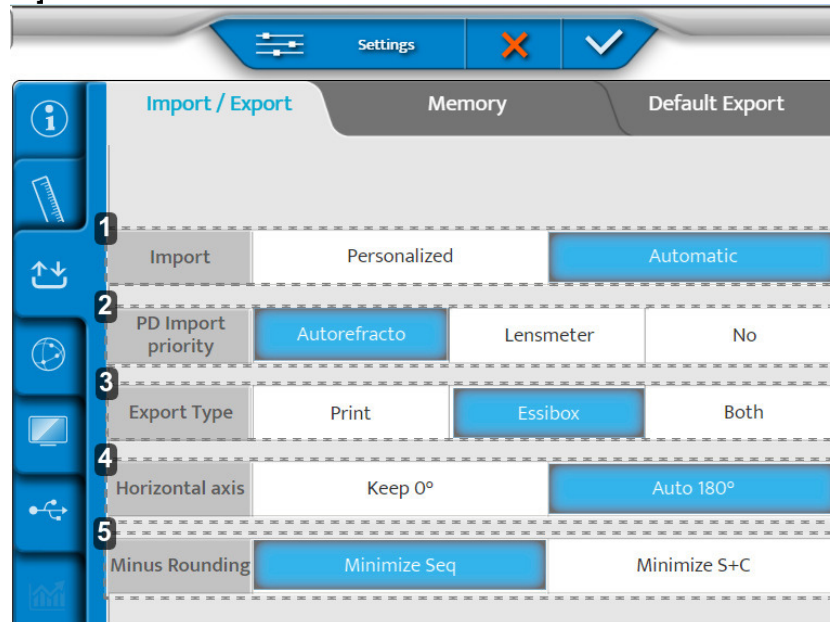 Settings
Import / Export Memory Default Export
1
Import Personalized Automatic
2
PD Import
priority Autorefracto Lensmeter No
3
Export Type Print Essibox Both
4
Horizontal axis Keep 0° Auto 180°
5
Minus Rounding Minimize Seq Minimize S+C